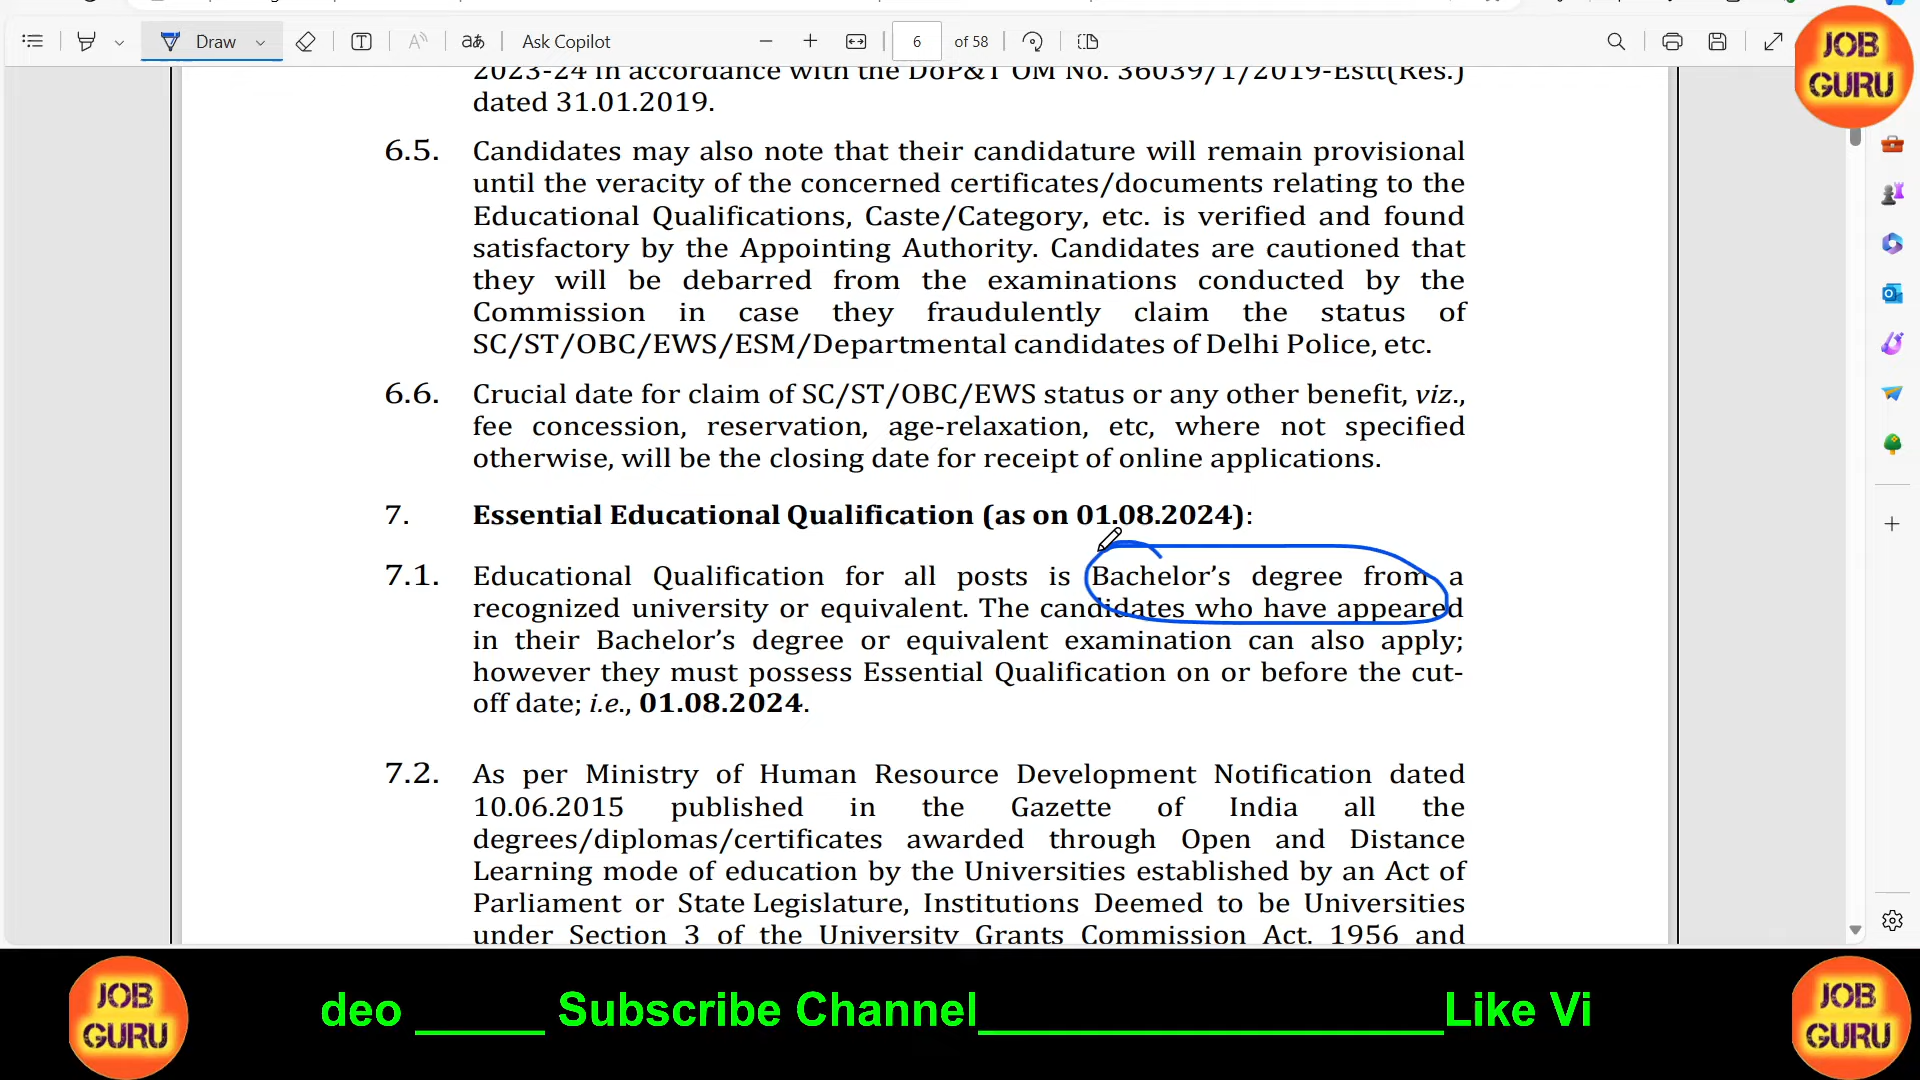 Draw
Ask Copilot
6
of 58
JOB
GURU
2023-24 in accordance with the DoP&T OM No. 36039/1/2019-Estt(Res.)
dated 31.01.2019.
6.5. Candidates may also note that their candidature will remain provisional
until the veracity of the concerned certificates/documents relating to the
Educational Qualifications, Caste/Category, etc. is verified and found
satisfactory by the Appointing Authority. Candidates are cautioned that
they will be debarred from the examinations conducted by the
Commission in case they fraudulently claim the status of
SC/ST/OBC/EWS/ESM/Departmental candidates of Delhi Police, etc.
6.6. Crucial date for claim of SC/ST/OBC/EWS status or any other benefit, viz.,
fee concession, reservation, age-relaxation, etc, where not specified
otherwise, will be the closing date for receipt of online applications.
7. Essential Educational Qualification (as on 01.08.2024):
7.1. Educational Qualification for all posts is Bachelor's degree from a
recognized university or equivalent. The candidates who have appeared
in their Bachelor's degree or equivalent examination can also apply;
however they must possess Essential Qualification on or before the cut-
off date; i.e., 01.08.2024.
7.2. As per Ministry of Human Resource Development Notification dated
10.06.2015 published in the Gazette of India all the
degrees/diplomas/certificates awarded through Open and Distance
Learning mode of education by the Universities established by an Act of
Parliament or State Legislature, Institutions Deemed to be Universities
under Section 3 of the University Grants Commission Act, 1956 and
JOB
GURU
deo _____ Subscribe Channel__________________Like Vi
JOB
GURU